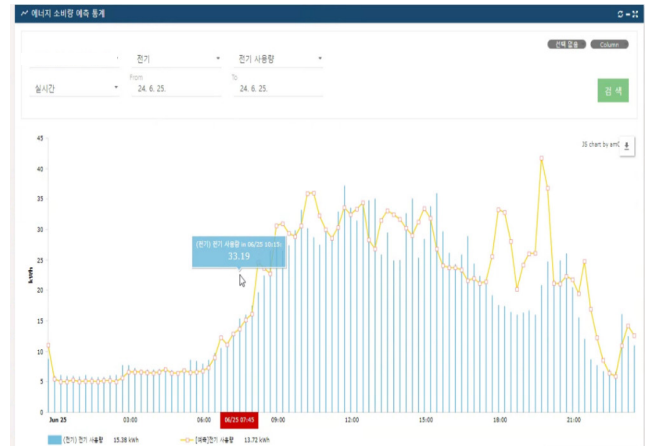 에너지 소비량 예측 통계
선택 없음 Column
전기 전기 사용량
From To
실시간 24. 6. 25. 24. 6. 25.
검 색
JS chart by amC
45
40
35
30
25
20
15
10
5
0
kWh
(전기) 전기 사용량 in 06/25 10:15:
33.19
Jun 25 03:00 06:00 06/25 07:45 09:00 12:00 15:00 18:00 21:00
(전기) 전기 사용량 15.36 kWh [예측]전기 사용량 13.72 kWh